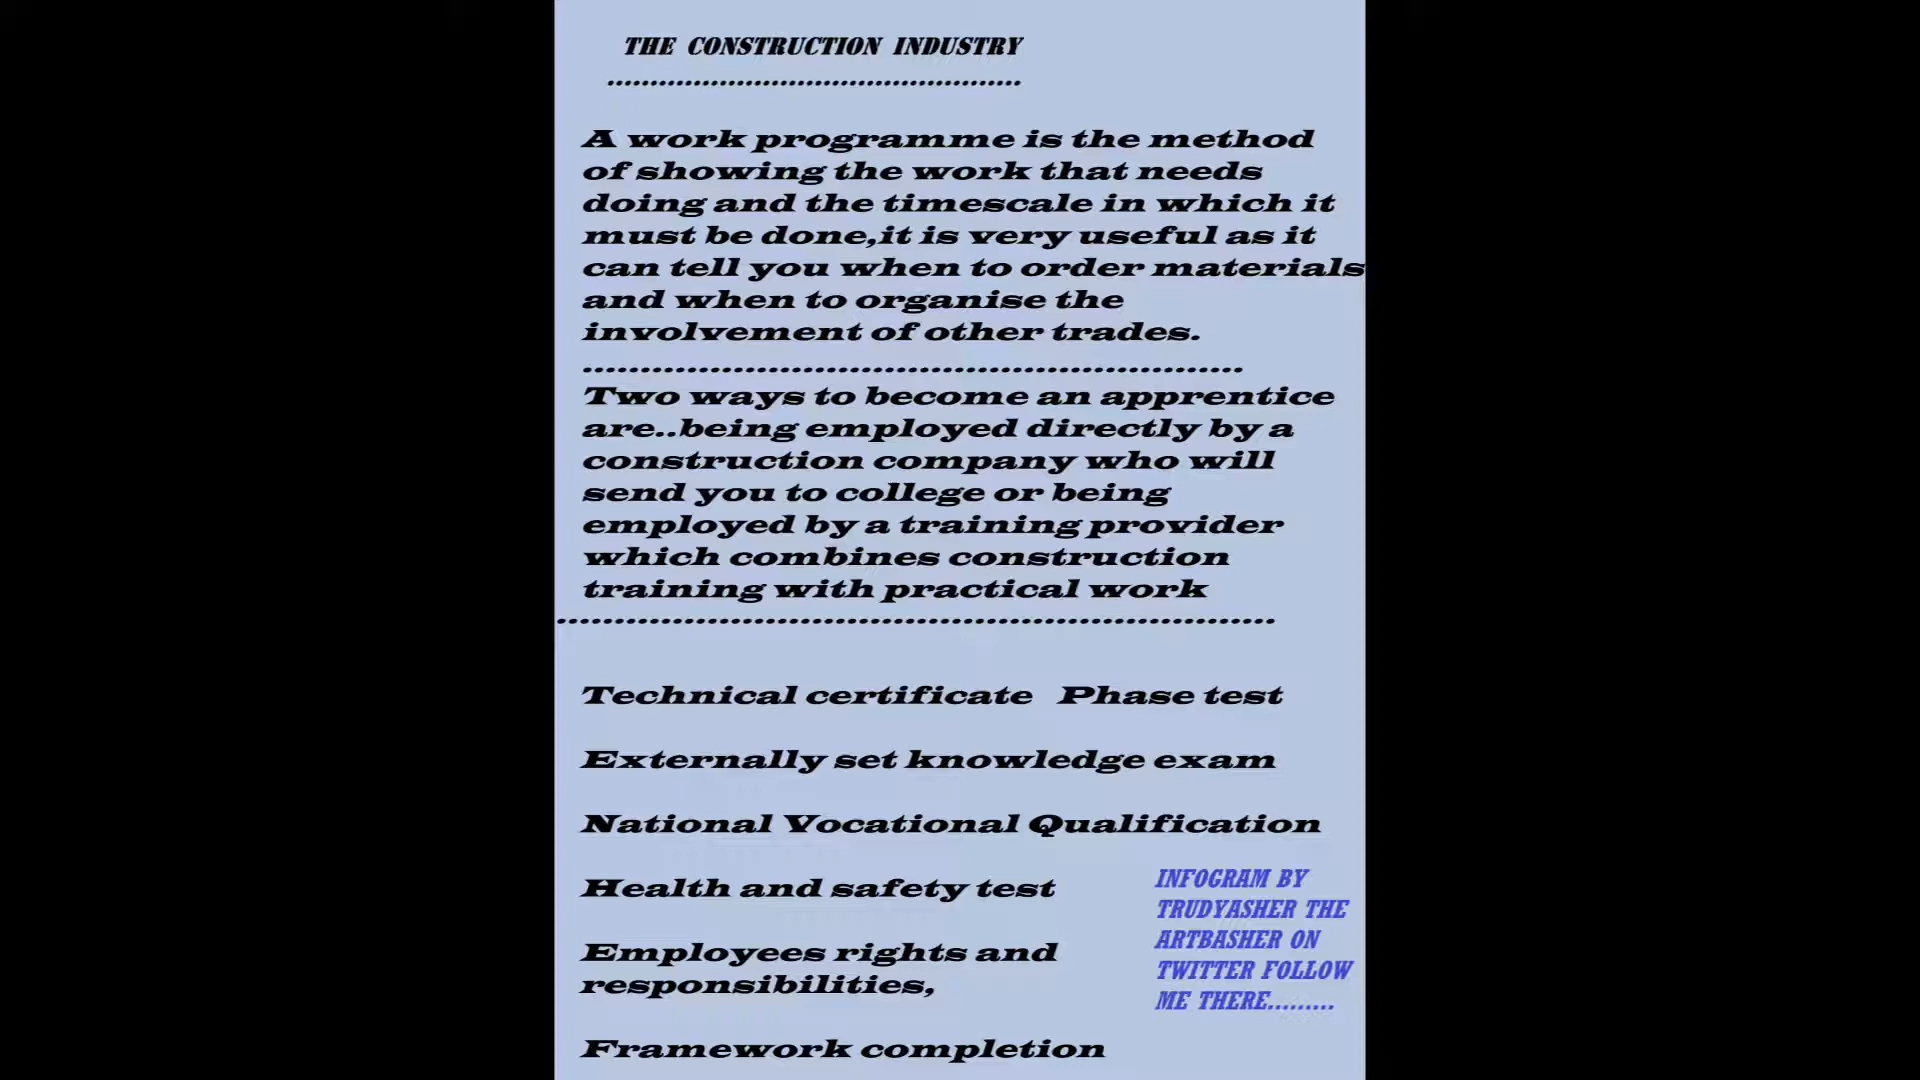 THE CONSTRUCTION INDUSTRY
................................................
A work programme is the method
of showing the work that needs
doing and the timescale in which it
must be done,it is very useful as it
can tell you when to order materials
and when to organise the
involvement of other trades.
.........................................................
Two ways to become an apprentice
are..being employed directly by a
construction company who will
send you to college or being
employed by a training provider
which combines construction
training with practical work
..............................................................
Technical certificate Phase test
Externally set knowledge exam
National Vocational Qualification
Health and safety test
Employees rights and
responsibilities,
Framework completion
INFOGRAM BY
TRUDYASHER THE
ARTBASHER ON
TWITTER FOLLOW
ME THERE.........